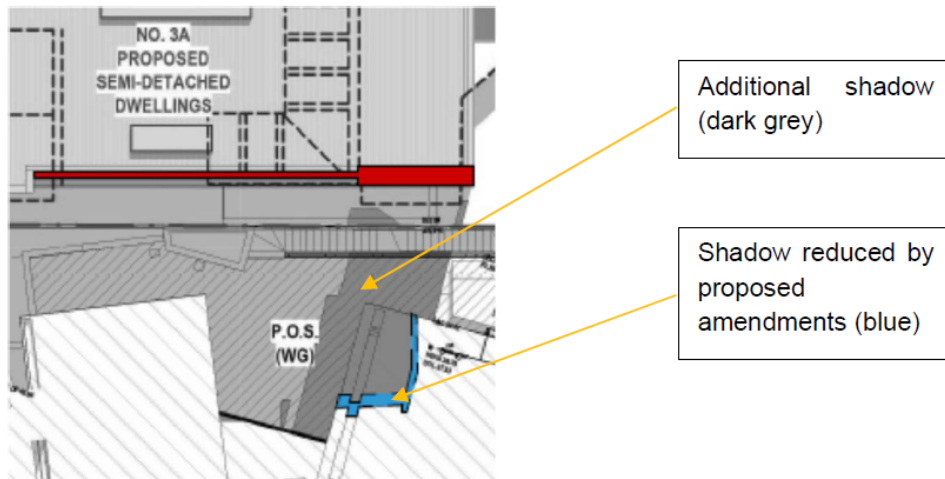 NO. 3A
PROPOSED
SEMI-DETACHED
DWELLINGS
Additional shadow
(dark grey)
Shadow reduced by
proposed
amendments (blue)
P.O.S.
(WG)